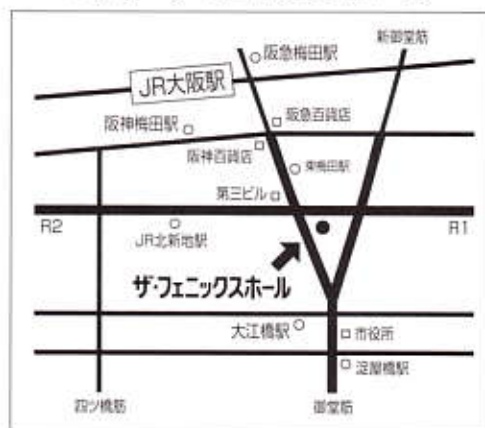 新御堂筋
阪急梅田駅
JR大阪駅
阪急百貨店
阪神梅田駅
阪神百貨店
東梅田駅
第三ビル
R2
R1
JR北新地駅
ザ・フェニックスホール
大江橋駅
市役所
淀屋橋駅
四ツ橋筋
御堂筋